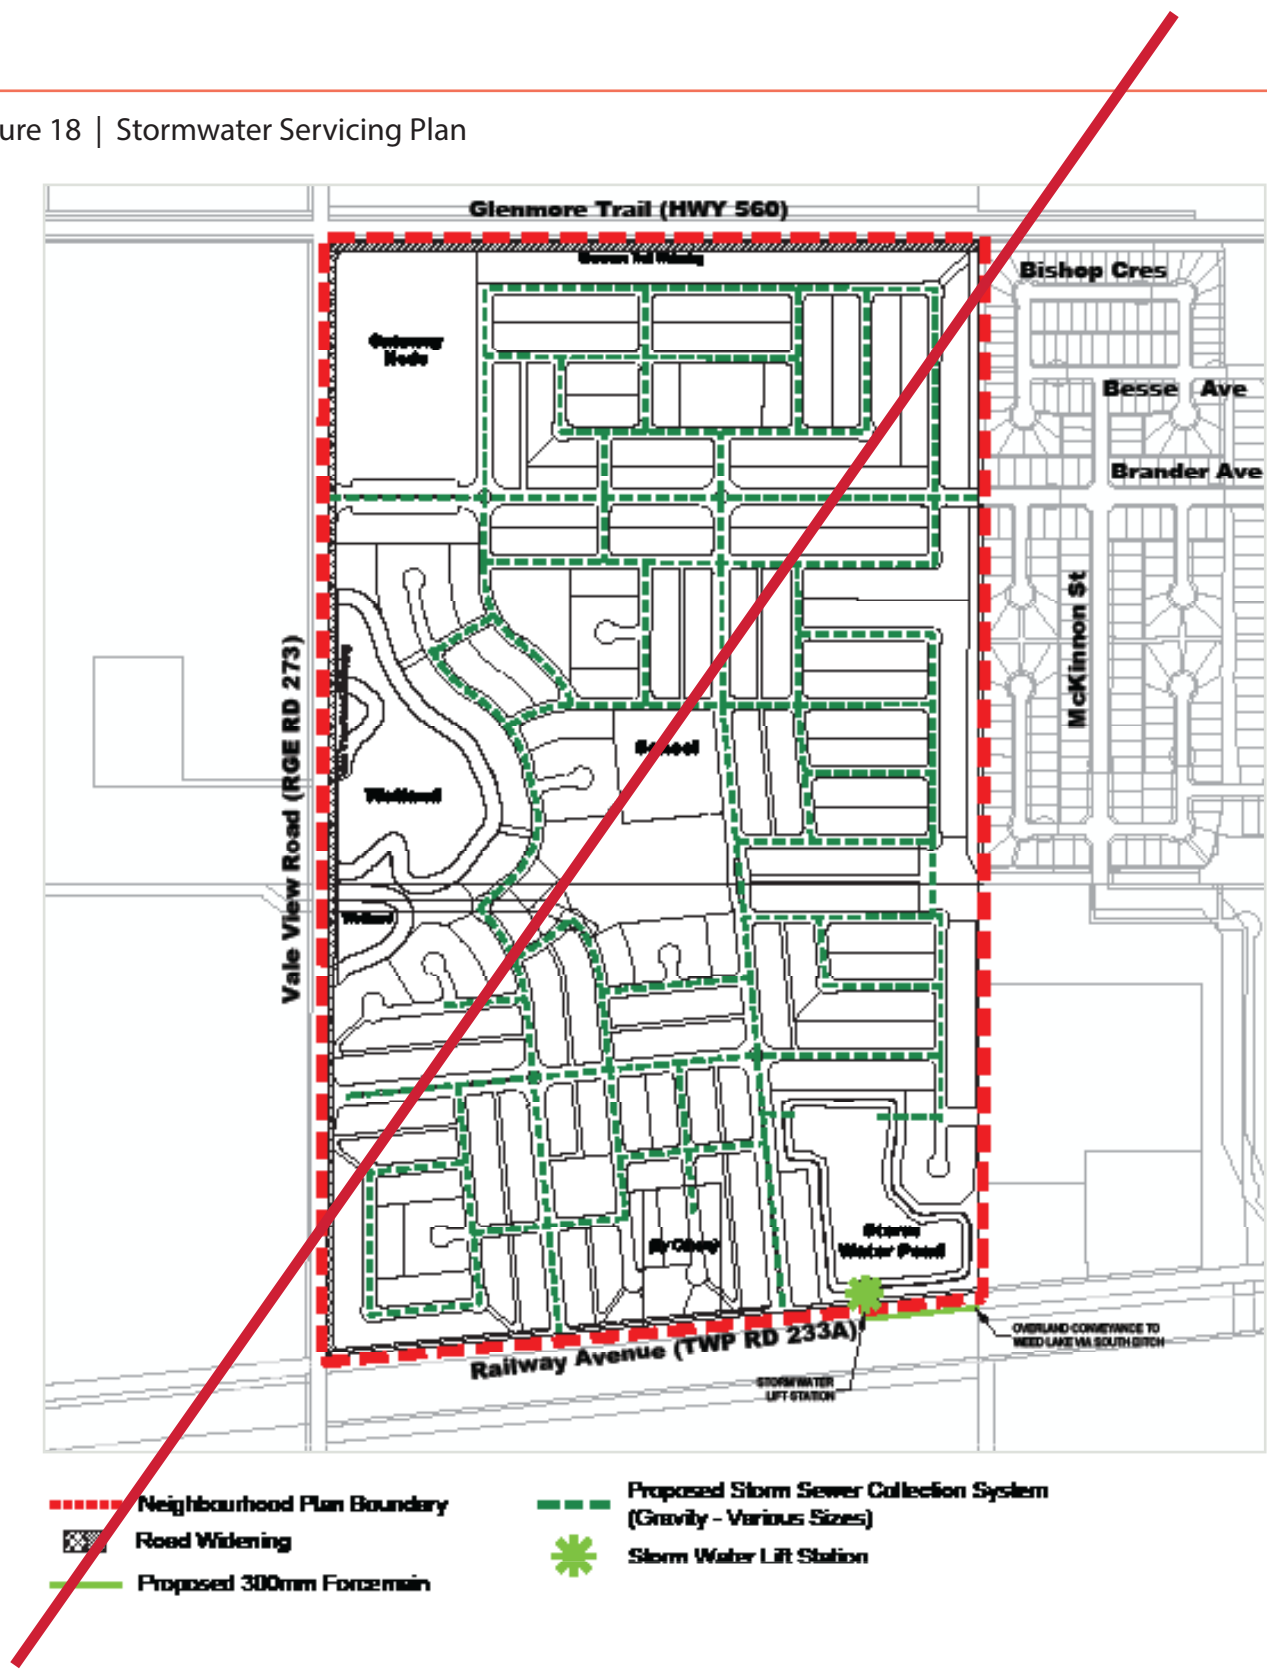 ure 18 | Stormwater Servicing Plan
Glenmore Trail (HWY 560)
Bishop Cres
Gateway
Node
Besse Ave
Brander Ave
McKinnon St
Vale View Road (RGE RD 273)
School
Wetland
Wetland
Storm
Water Pond
Railway Avenue (TWP RD 233A)
OVERLAND CONVEYANCE TO
WEED LAKE VIA SOUTH DITCH
STORMWATER
LIFT STATION
Neighbourhood Plan Boundary
Road Widening
Proposed 300mm Forcemain
Proposed Storm Sewer Collection System
(Gravity - Various Sizes)
Storm Water Lift Station